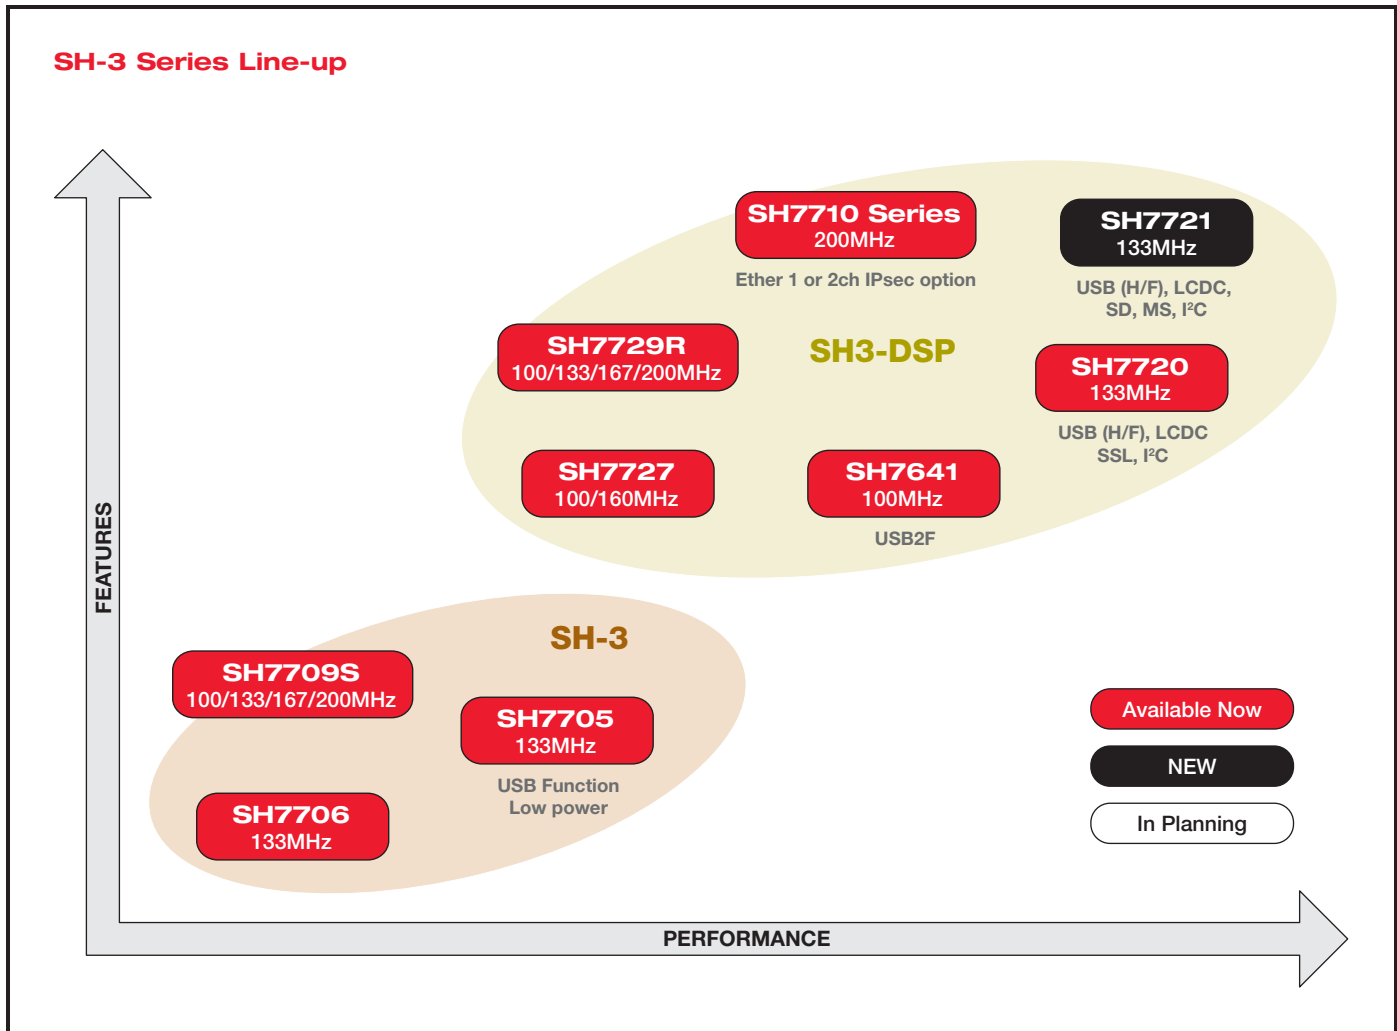 SH-3 Series Line-up
SH7710 Series
200MHz
Ether 1 or 2ch IPsec option
SH7721
133MHz
USB (H/F), LCDC,
SD, MS, I²C
SH7729R
100/133/167/200MHz
SH3-DSP
SH7720
133MHz
USB (H/F), LCDC
SSL, I²C
SH7727
100/160MHz
SH7641
100MHz
USB2F
FEATURES
SH-3
SH7709S
100/133/167/200MHz
SH7705
133MHz
USB Function
Low power
SH7706
133MHz
Available Now
NEW
In Planning
PERFORMANCE